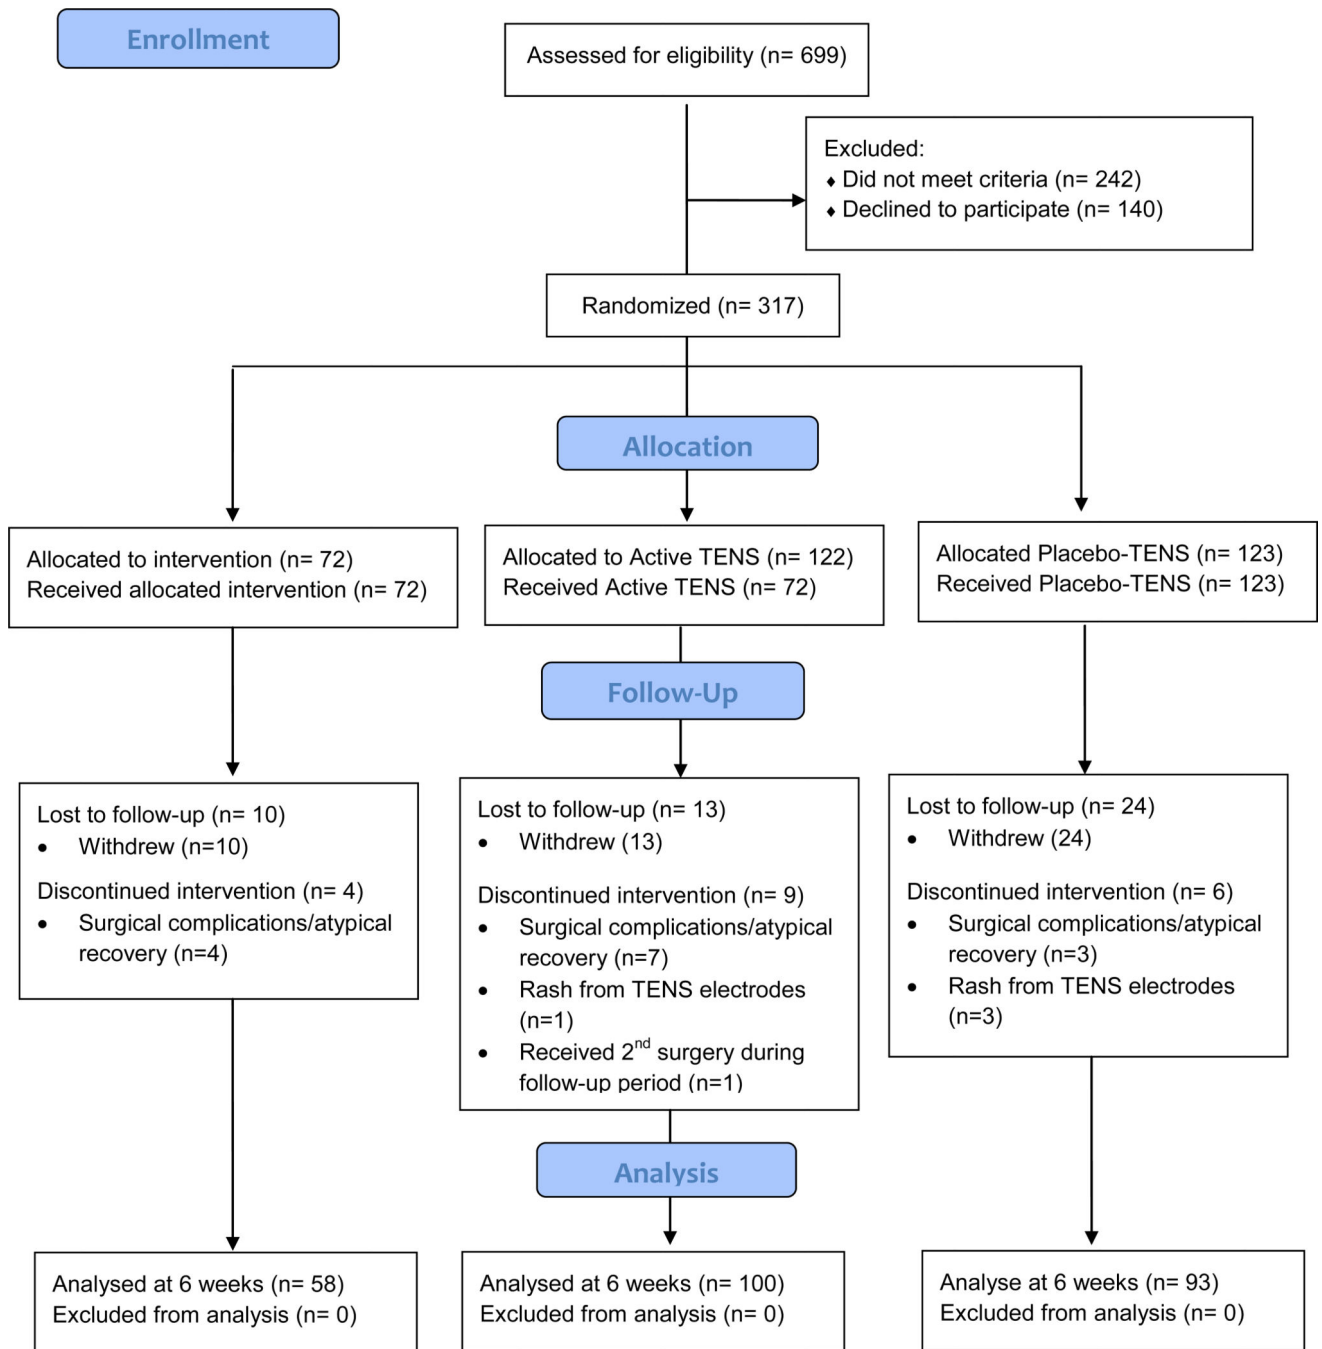 Enrollment
Assessed for eligibility (n= 699)
Excluded:
♦ Did not meet criteria (n= 242)
♦ Declined to participate (n= 140)
Randomized (n= 317)
Allocation
Allocated to intervention (n= 72)
Received allocated intervention (n= 72)
Allocated to Active TENS (n= 122)
Received Active TENS (n= 72)
Allocated Placebo-TENS (n= 123)
Received Placebo-TENS (n= 123)
Follow-Up
Lost to follow-up (n= 10)
• Withdrew (n=10)
Discontinued intervention (n= 4)
• Surgical complications/atypical
recovery (n=4)
Lost to follow-up (n= 13)
• Withdrew (13)
Discontinued intervention (n= 9)
• Surgical complications/atypical
recovery (n=7)
• Rash from TENS electrodes
(n=1)
• Received 2nd surgery during
follow-up period (n=1)
Lost to follow-up (n= 24)
• Withdrew (24)
Discontinued intervention (n= 6)
• Surgical complications/atypical
recovery (n=3)
• Rash from TENS electrodes
(n=3)
Analysis
Analysed at 6 weeks (n= 58)
Excluded from analysis (n= 0)
Analysed at 6 weeks (n= 100)
Excluded from analysis (n= 0)
Analyse at 6 weeks (n= 93)
Excluded from analysis (n= 0)